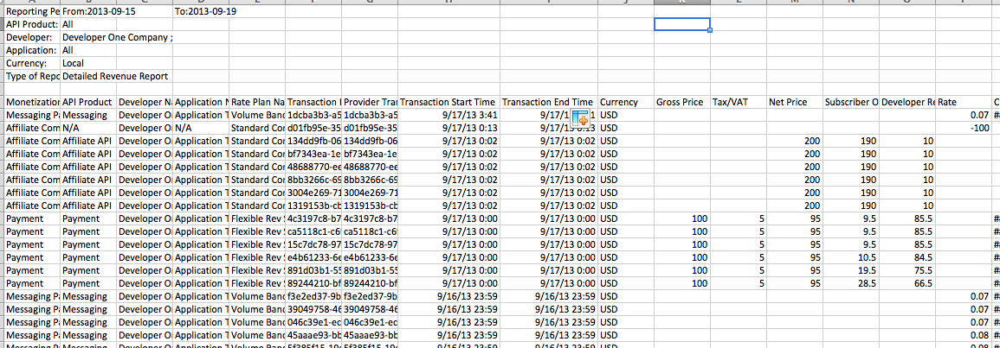 Reporting Pe From:2013-09-15 To:2013-09-19
API Product: All
Developer: Developer One Company ;
Application: All
Currency: Local
Type of Repo Detailed Revenue Report
Monetization API Product Developer Na Application N Rate Plan Na Transaction I Provider Tran Transaction Start Time Transaction End Time Currency Gross Price Tax/VAT Net Price Subscriber O Developer Re Rate
Messaging Pa Messaging Developer O Application T Volume Band 1dcba3b3-a5 1dcba3b3-a5 9/17/13 3:41 9/17/1 1 USD 0.07 ##
Affiliate Com N/A Developer O N/A Standard Cor d01fb95e-35 d01fb95e-35 9/17/13 0:13 9/17/13 0:13 USD -100
Affiliate Com Affiliate API Developer O Application T Standard Cor 134dd9fb-06 134dd9fb-06 9/17/13 0:02 9/17/13 0:02 USD 200 190 10
Affiliate Com Affiliate API Developer O Application T Standard Cor bf7343ea-1e bf7343ea-1e 9/17/13 0:02 9/17/13 0:02 USD 200 190 10
Affiliate Com Affiliate API Developer O Application T Standard Cor 48688770-ee 48688770-ee 9/17/13 0:02 9/17/13 0:02 USD 200 190 10
Affiliate Com Affiliate API Developer O Application T Standard Cor 8bb3266c-69 8bb3266c-69 9/17/13 0:02 9/17/13 0:02 USD 200 190 10
Affiliate Com Affiliate API Developer O Application T Standard Cor 3004e269-71 3004e269-71 9/17/13 0:02 9/17/13 0:02 USD 200 190 10
Affiliate Com Affiliate API Developer O Application T Standard Cor 1319153b-cb 1319153b-cb 9/17/13 0:02 9/17/13 0:02 USD 200 190 10
Payment Payment Developer O Application T Flexible Rev 4c3197c8-b7 4c3197c8-b7 9/17/13 0:00 9/17/13 0:00 USD 100 5 95 9.5 85.5 ##
Payment Payment Developer O Application T Flexible Rev ca5118c1-c6 ca5118c1-c6 9/17/13 0:00 9/17/13 0:00 USD 100 5 95 9.5 85.5 ##
Payment Payment Developer O Application T Flexible Rev 15c7dc78-97 15c7dc78-97 9/17/13 0:00 9/17/13 0:00 USD 100 5 95 9.5 85.5 ##
Payment Payment Developer O Application T Flexible Rev e4b61233-6e e4b61233-6e 9/17/13 0:00 9/17/13 0:00 USD 100 5 95 10.5 84.5 ##
Payment Payment Developer O Application T Flexible Rev 891d03b1-55 891d03b1-55 9/17/13 0:00 9/17/13 0:00 USD 100 5 95 19.5 75.5 ##
Payment Payment Developer O Application T Flexible Rev 89244210-bf 89244210-bf 9/17/13 0:00 9/17/13 0:00 USD 100 5 95 28.5 66.5 ##
Messaging Pa Messaging Developer O Application T Volume Band f3e2ed37-9b f3e2ed37-9b 9/16/13 23:59 9/16/13 23:59 USD 0.07 ##
Messaging Pa Messaging Developer O Application T Volume Band 39049758-46 39049758-46 9/16/13 23:59 9/16/13 23:59 USD 0.07 ##
Messaging Pa Messaging Developer O Application T Volume Band 046c39e1-ec 046c39e1-ec 9/16/13 23:59 9/16/13 23:59 USD 0.07 ##
Messaging Pa Messaging Developer O Application T Volume Band 45aaae93-bb 45aaae93-bb 9/16/13 23:59 9/16/13 23:59 USD 0.08 ##